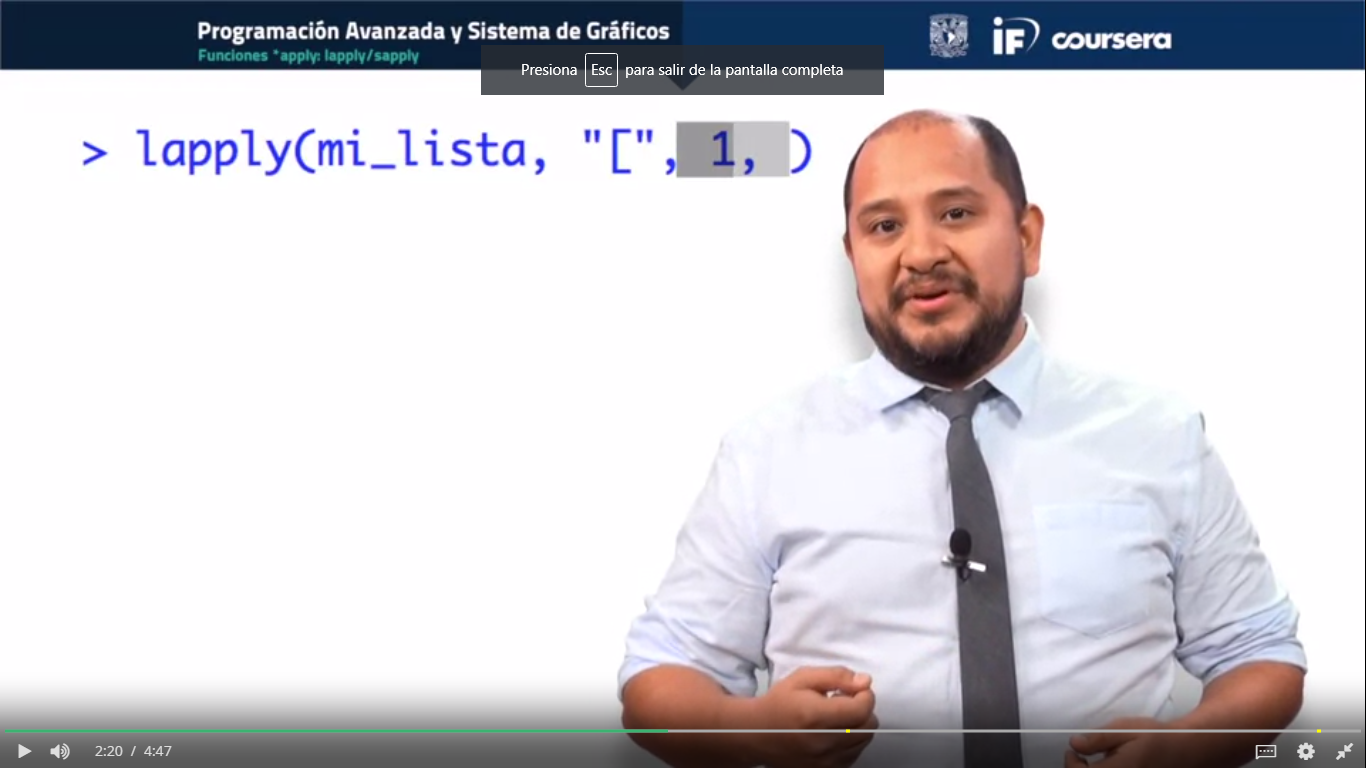 Programación Avanzada y Sistema de Gráficos
Funciones *apply: lapply/sapply
iF coursera
Presiona Esc para salir de la pantalla completa
> lapply(mi_lista, "[", 1, )
2:20 / 4:47